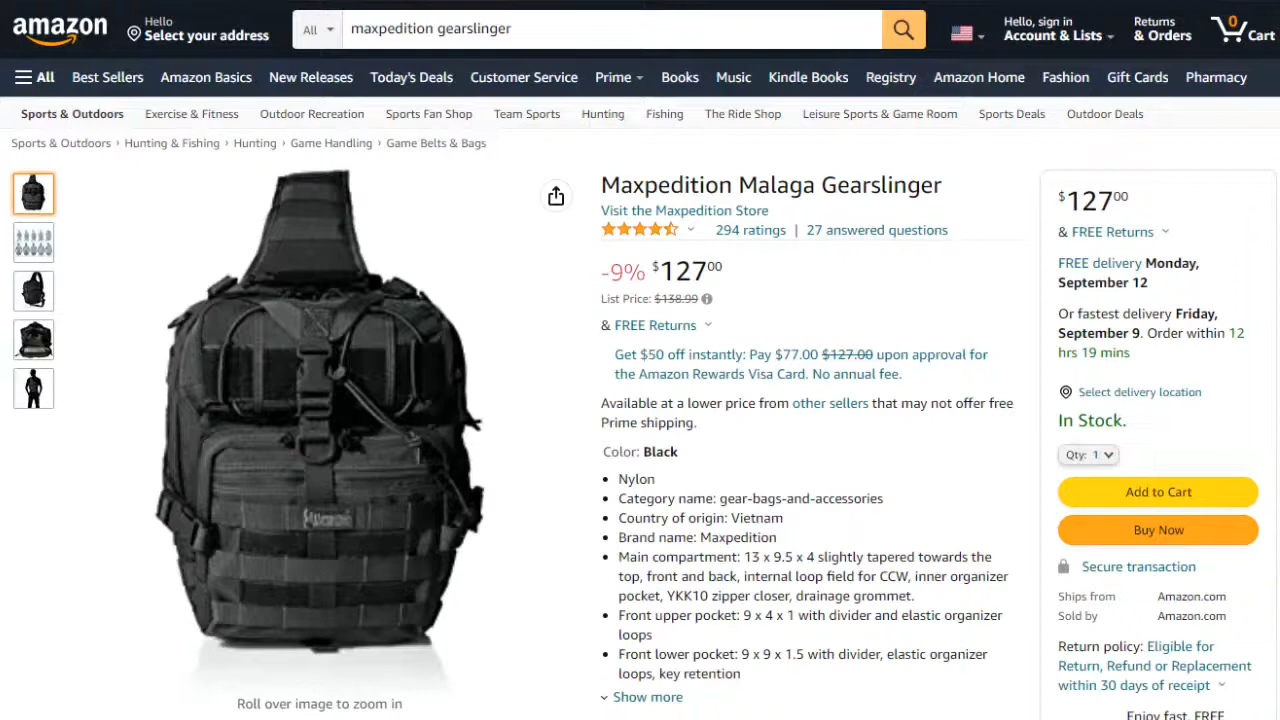 amazon
Hello
Select your address
All
maxpedition gearslinger
Hello, sign in
Account & Lists
Returns
& Orders
0
Cart
All
Best Sellers
Amazon Basics
New Releases
Today's Deals
Customer Service
Prime
Books
Music
Kindle Books
Registry
Amazon Home
Fashion
Gift Cards
Pharmacy
Sports & Outdoors
Exercise & Fitness
Outdoor Recreation
Sports Fan Shop
Team Sports
Hunting
Fishing
The Ride Shop
Leisure Sports & Game Room
Sports Deals
Outdoor Deals
Sports & Outdoors › Hunting & Fishing › Hunting › Game Handling › Game Belts & Bags
Maxpedition
Roll over image to zoom in
Maxpedition Malaga Gearslinger
Visit the Maxpedition Store
294 ratings | 27 answered questions
-9% $12700
List Price: $138.99
& FREE Returns
Get $50 off instantly: Pay $77.00 $127.00 upon approval for
the Amazon Rewards Visa Card. No annual fee.
Available at a lower price from other sellers that may not offer free
Prime shipping.
Color: Black
• Nylon
• Category name: gear-bags-and-accessories
• Country of origin: Vietnam
• Brand name: Maxpedition
• Main compartment: 13 x 9.5 x 4 slightly tapered towards the
top, front and back, internal loop field for CCW, inner organizer
pocket, YKK10 zipper closer, drainage grommet.
• Front upper pocket: 9 x 4 x 1 with divider and elastic organizer
loops
• Front lower pocket: 9 x 9 x 1.5 with divider, elastic organizer
loops, key retention
Show more
$12700
& FREE Returns
FREE delivery Monday,
September 12
Or fastest delivery Friday,
September 9. Order within 12
hrs 19 mins
Select delivery location
In Stock.
Qty: 1
Add to Cart
Buy Now
Secure transaction
Ships from Amazon.com
Sold by Amazon.com
Return policy: Eligible for
Return, Refund or Replacement
within 30 days of receipt
Enjoy fast, FREE